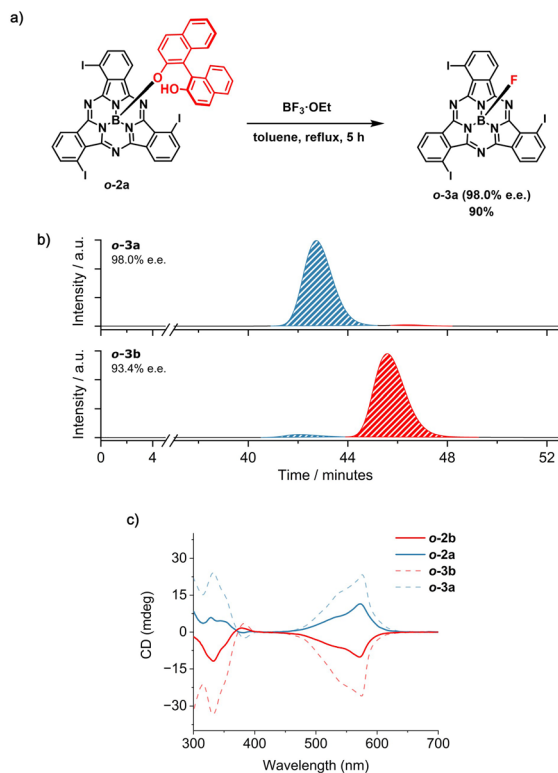 a)
I
O
HO
N
N
N
N
B
N
I
N
N
I
o-2a
BF3·OEt
toluene, reflux, 5 h
I
F
N
N
N
N
B
N
I
N
N
I
o-3a (98.0% e.e.)
90%
b)
o-3a
98.0% e.e.
Intensity / a.u.
o-3b
93.4% e.e.
Intensity / a.u.
0 4 40 44 48 52
Time / minutes
c)
o-2b
o-2a
o-3b
o-3a
30
15
0
−15
−30
CD (mdeg)
300 400 500 600 700
Wavelength (nm)